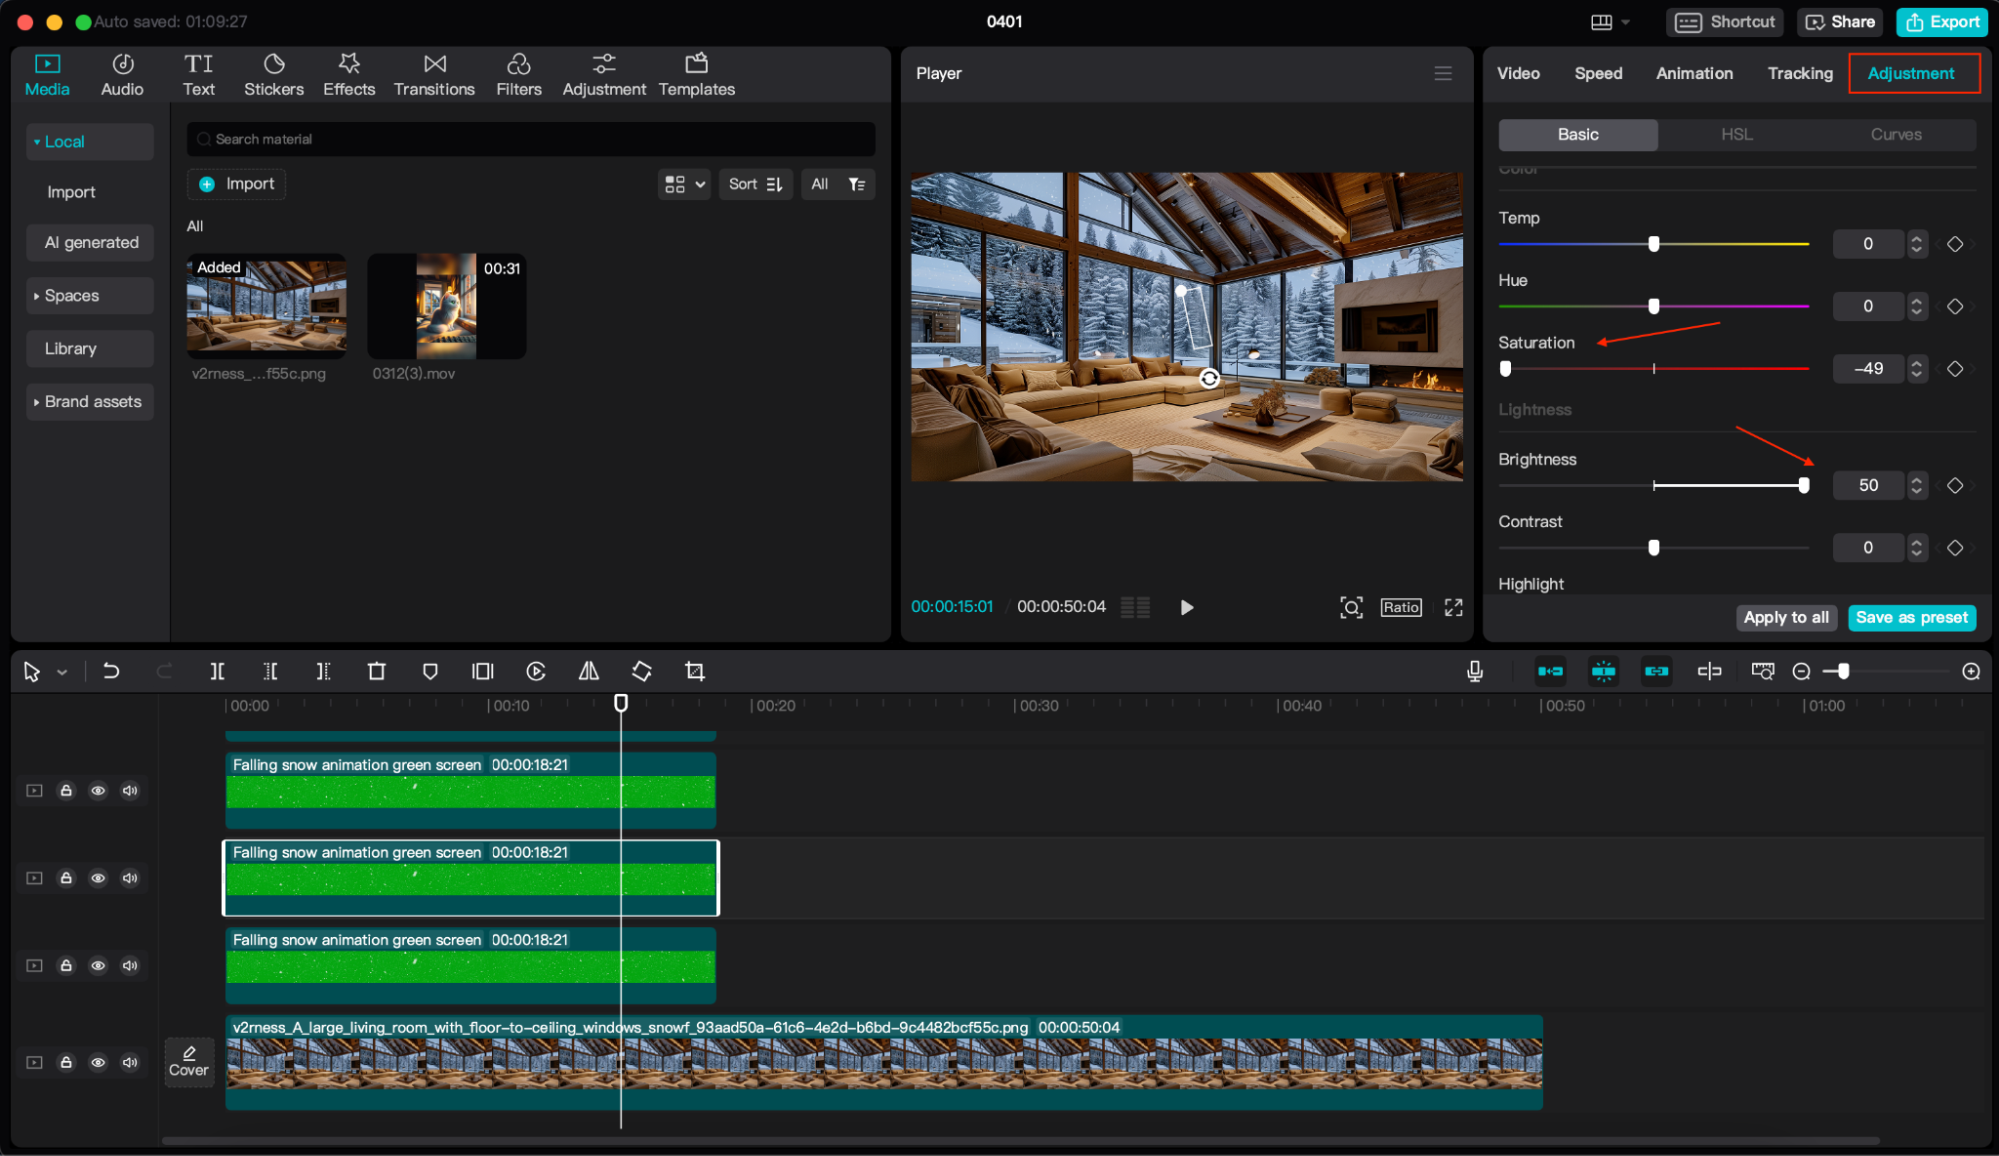 Auto saved: 01:09:27
0401
Shortcut
Share
Export
Media
Audio
Text
Stickers
Effects
Transitions
Filters
Adjustment
Templates
Local
Import
AI generated
Spaces
Library
Brand assets
Search material
Import
Sort
All
All
Added
v2rness_...f55c.png
00:31
0312(3).mov
Player
00:00:15:01 / 00:00:50:04
Ratio
Video
Speed
Animation
Tracking
Adjustment
Basic
HSL
Curves
Color
Temp
0
Hue
0
Saturation
-49
Lightness
Brightness
50
Contrast
0
Highlight
Apply to all
Save as preset
00:00
00:10
00:20
00:30
00:40
00:50
01:00
Falling snow animation green screen 00:00:18:21
Falling snow animation green screen 00:00:18:21
Falling snow animation green screen 00:00:18:21
Cover
v2rness_A_large_living_room_with_floor-to-ceiling_windows_snowf_93aad50a-61c6-4e2d-b6bd-9c4482bcf55c.png 00:00:50:04